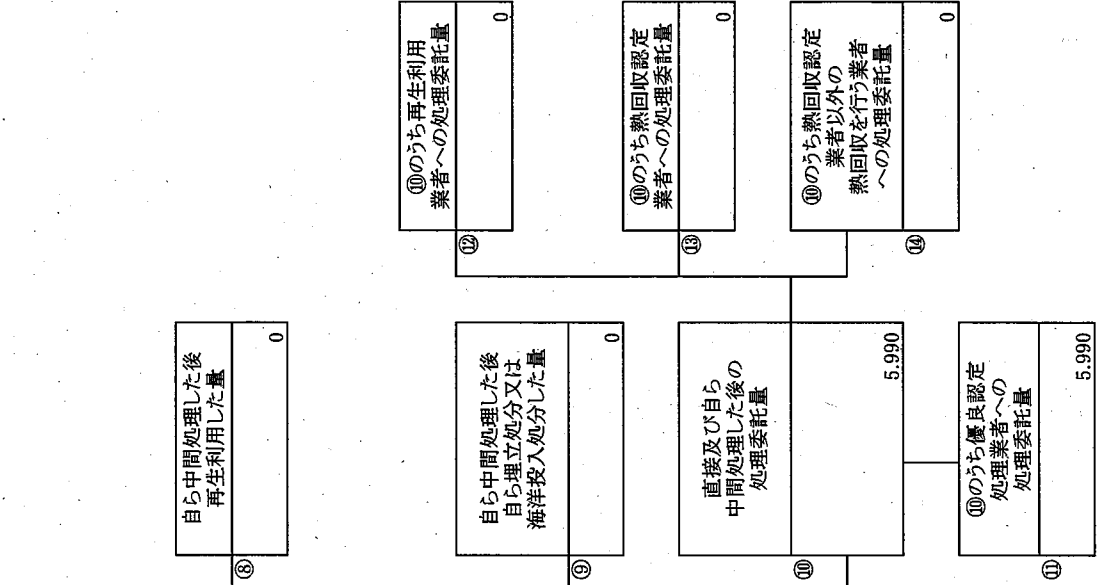 ⑧
自ら中間処理した後
再生利用した量
0
⑨
自ら中間処理した後
自ら埋立処分又は
海洋投入処分した量
0
⑩
直接及び自ら
中間処理した後の
処理委託量
5.990
⑪
⑩のうち優良認定
処理業者への
処理委託量
5.990
⑫
⑩のうち再生利用
業者への処理委託量
0
⑬
⑩のうち熱回収認定
業者への処理委託量
0
⑭
⑩のうち熱回収認定
業者以外の
熱回収を行う業者
への処理委託量
0